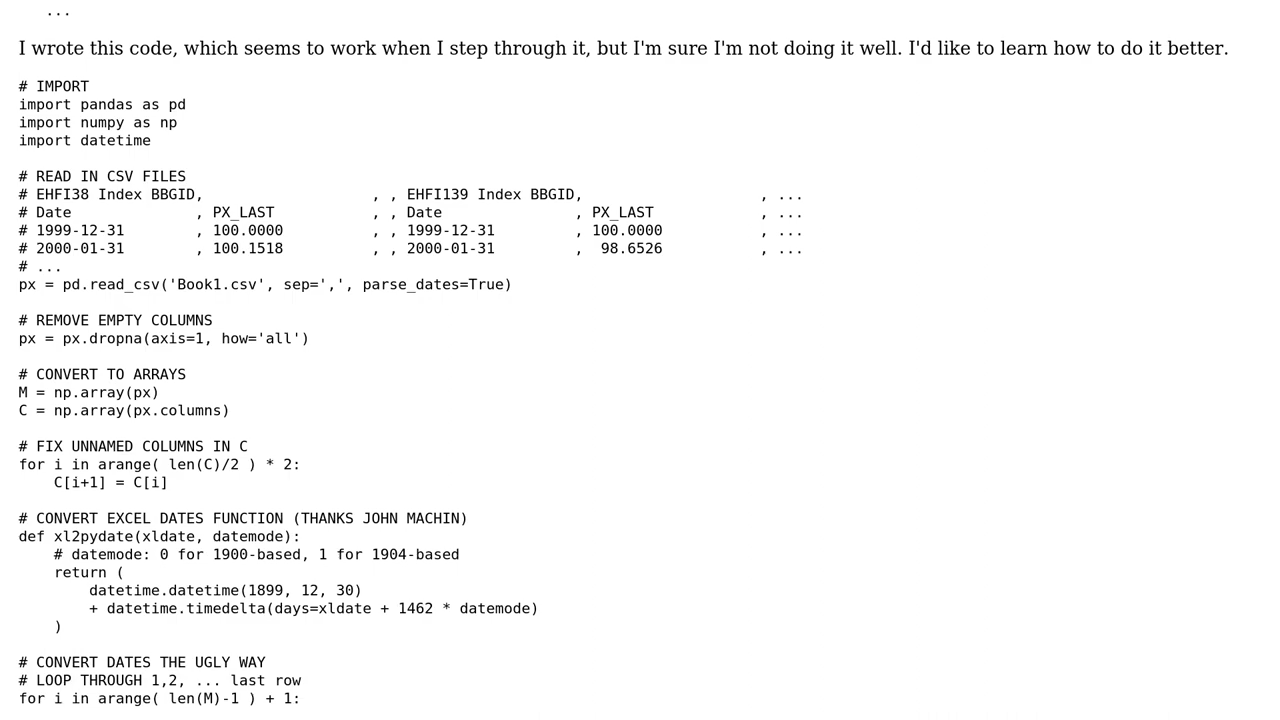 ...
I wrote this code, which seems to work when I step through it, but I'm sure I'm not doing it well. I'd like to learn how to do it better.
# IMPORT
import pandas as pd
import numpy as np
import datetime
# READ IN CSV FILES
# EHFI38 Index BBGID,                   , , EHFI139 Index BBGID,                    , ...
# Date              , PX_LAST           , , Date               , PX_LAST            , ...
# 1999-12-31        , 100.0000          , , 1999-12-31         , 100.0000           , ...
# 2000-01-31        , 100.1518          , , 2000-01-31         ,  98.6526           , ...
# ...
px = pd.read_csv('Book1.csv', sep=',', parse_dates=True)
# REMOVE EMPTY COLUMNS
px = px.dropna(axis=1, how='all')
# CONVERT TO ARRAYS
M = np.array(px)
C = np.array(px.columns)
# FIX UNNAMED COLUMNS IN C
for i in arange( len(C)/2 ) * 2:
    C[i+1] = C[i]
# CONVERT EXCEL DATES FUNCTION (THANKS JOHN MACHIN)
def xl2pydate(xldate, datemode):
    # datemode: 0 for 1900-based, 1 for 1904-based
    return (
        datetime.datetime(1899, 12, 30)
        + datetime.timedelta(days=xldate + 1462 * datemode)
    )
# CONVERT DATES THE UGLY WAY
# LOOP THROUGH 1,2, ... last row
for i in arange( len(M)-1 ) + 1: